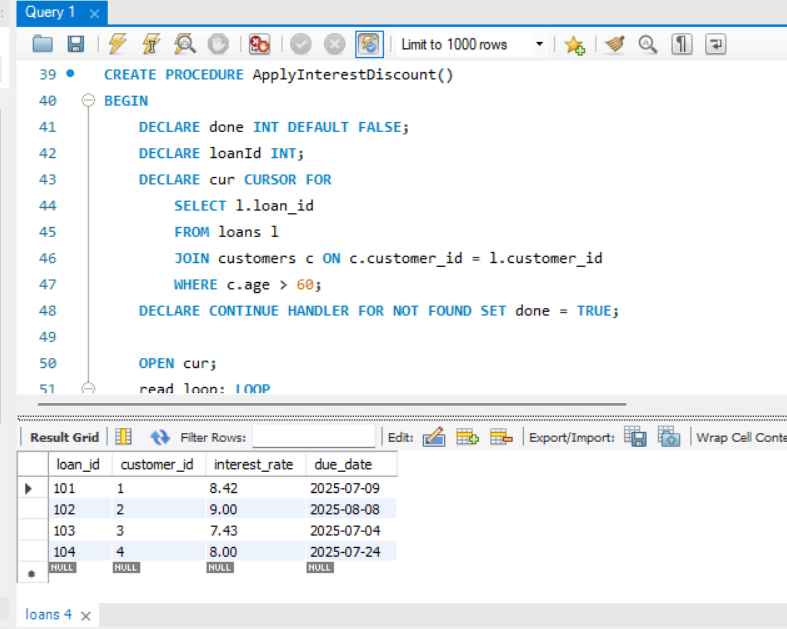 Query 1
Limit to 1000 rows
39 CREATE PROCEDURE ApplyInterestDiscount()
40 BEGIN
41 DECLARE done INT DEFAULT FALSE;
42 DECLARE loanId INT;
43 DECLARE cur CURSOR FOR
44 SELECT l.loan_id
45 FROM loans l
46 JOIN customers c ON c.customer_id = l.customer_id
47 WHERE c.age > 60;
48 DECLARE CONTINUE HANDLER FOR NOT FOUND SET done = TRUE;
49
50 OPEN cur;
51 read_loop: LOOP
Result Grid Filter Rows: Edit: Export/Import: Wrap Cell Conte
loan_id customer_id interest_rate due_date
101 1 8.42 2025-07-09
102 2 9.00 2025-08-08
103 3 7.43 2025-07-04
104 4 8.00 2025-07-24
NULL NULL NULL NULL
loans 4